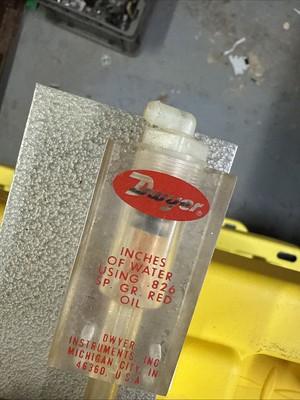 Dwyer®
INCHES
OF WATER
USING .826
SP. GR. RED
OIL
DWYER
INSTRUMENTS, INC.
MICHIGAN CITY, IN
46360, U.S.A.